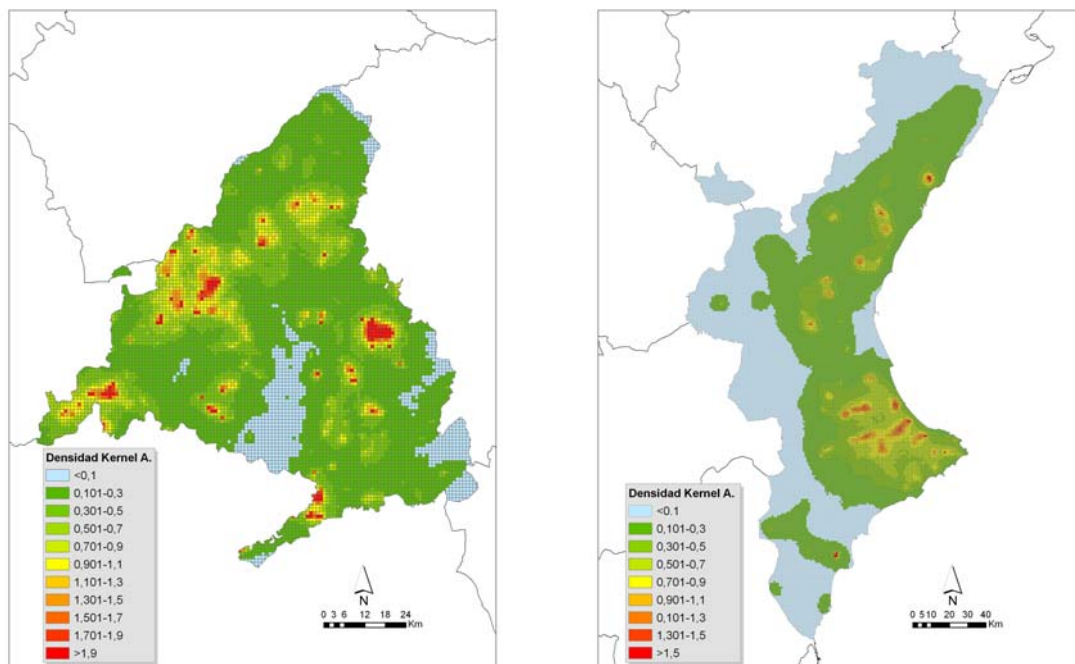 Densidad Kernel A.
<0,1
0,101-0,3
0,301-0,5
0,501-0,7
0,701-0,9
0,901-1,1
1,101-1,3
1,301-1,5
1,501-1,7
1,701-1,9
>1,9
N
0 3 6 12 18 24
Km
Densidad Kernel A.
<0.1
0,101-0,3
0,301-0,5
0,501-0,7
0,701-0,9
0,901-1,1
0,101-1,3
1,301-1,5
>1,5
N
0 5 10 20 30 40
Km